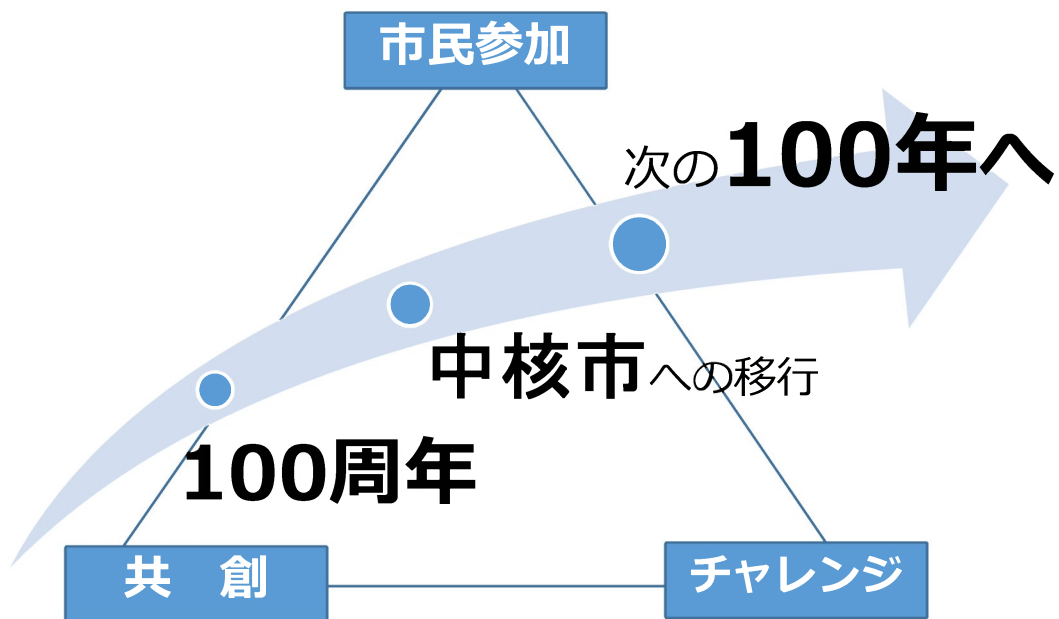 市民参加
次の100年へ
中核市への移行
100周年
共　創
チャレンジ